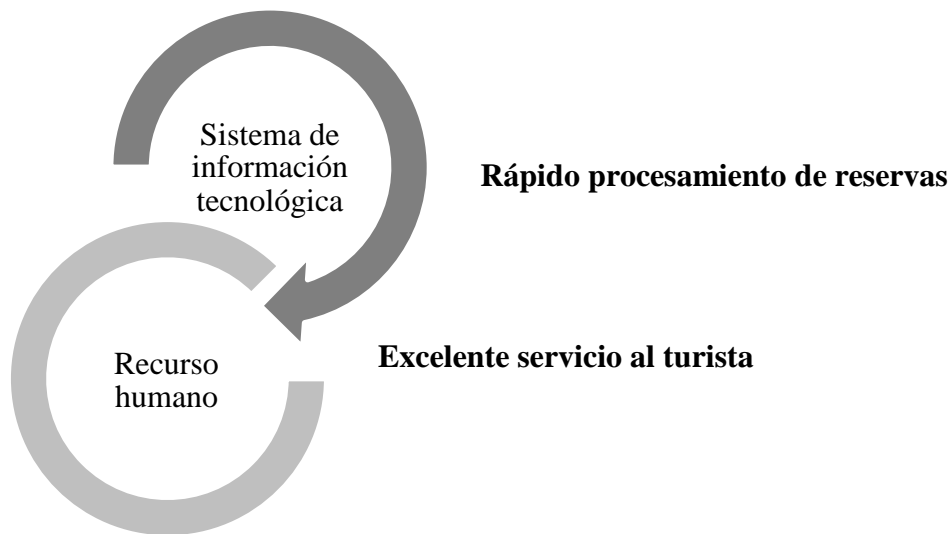 Sistema de
información
tecnológica
Rápido procesamiento de reservas
Recurso
humano
Excelente servicio al turista